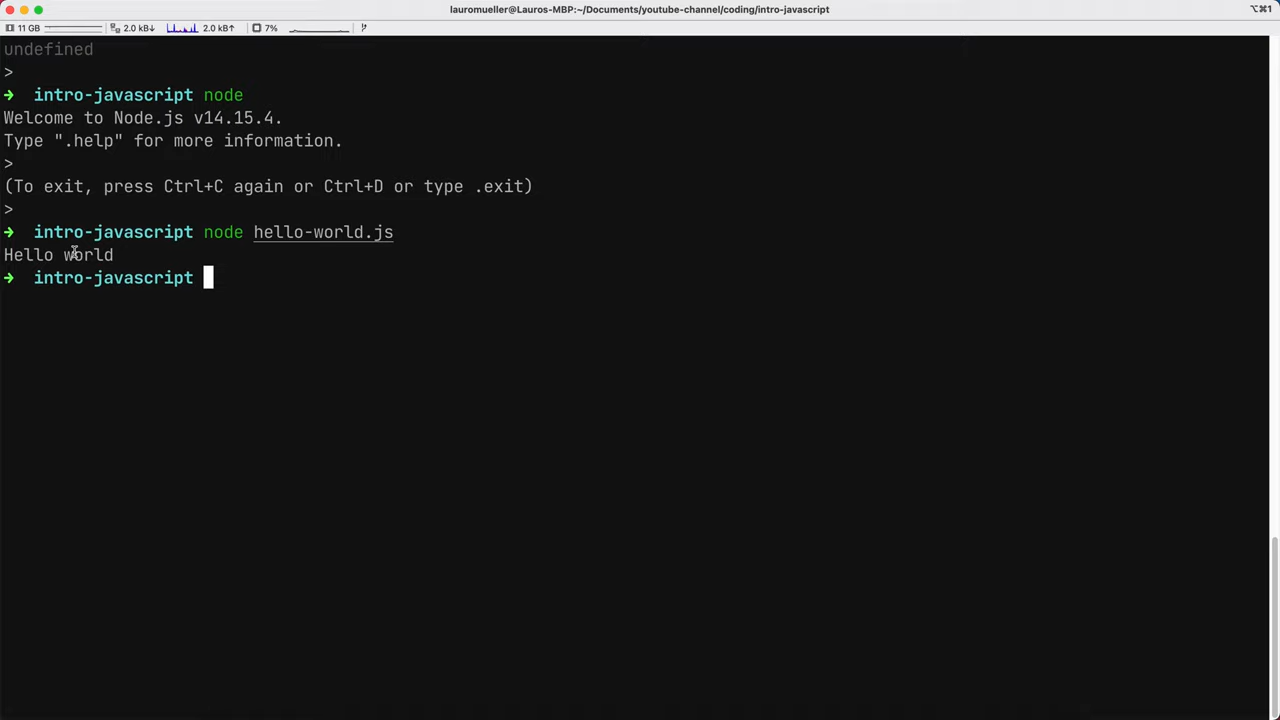 lauromueller@Lauros-MBP:~/Documents/youtube-channel/coding/intro-javascript
⌥⌘1
11 GB 2.0 kB↓ 2.0 kB↑ 7%
undefined
>
➜ intro-javascript node
Welcome to Node.js v14.15.4.
Type ".help" for more information.
>
(To exit, press Ctrl+C again or Ctrl+D or type .exit)
>
➜ intro-javascript node hello-world.js
Hello world
➜ intro-javascript